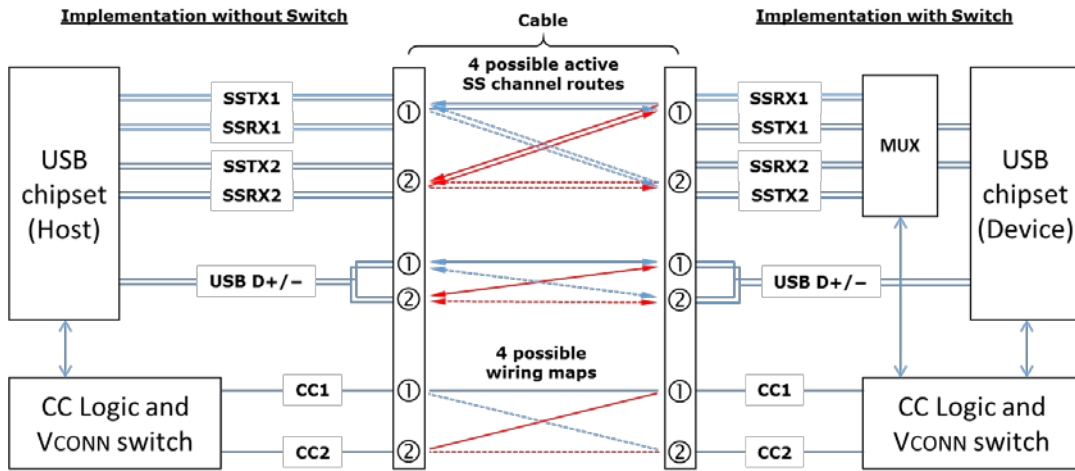 Implementation without Switch
Implementation with Switch
Cable
4 possible active
SS channel routes
USB
chipset
(Host)
SSTX1
SSRX1
SSTX2
SSRX2
USB D+/−
①
②
①
②
①
②
①
②
①
②
①
②
SSRX1
SSTX1
SSRX2
SSTX2
USB D+/−
MUX
USB
chipset
(Device)
4 possible
wiring maps
CC Logic and
VCONN switch
CC1
CC2
CC1
CC2
CC Logic and
VCONN switch